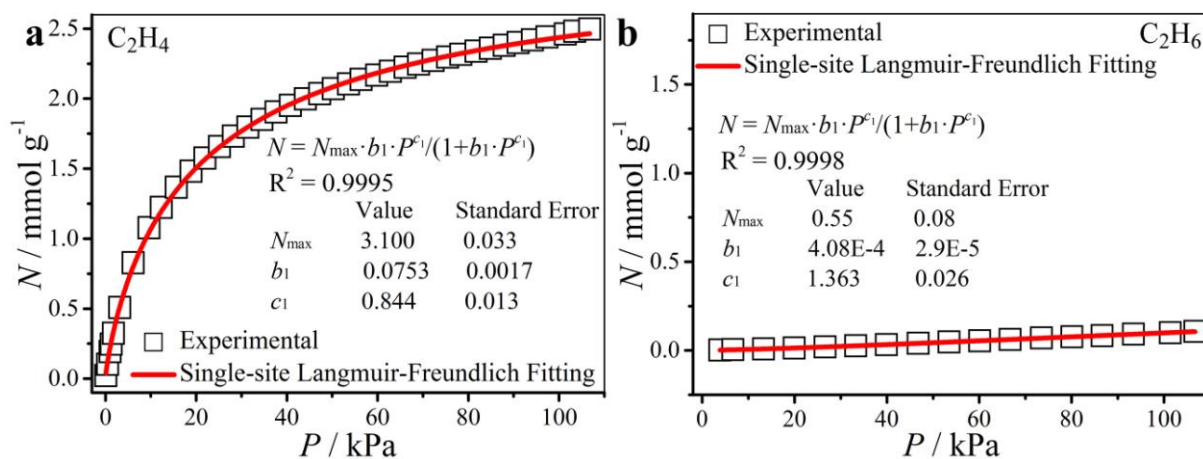 a
C₂H₄
N / mmol g⁻¹
2.5
2.0
1.5
1.0
0.5
0.0
N = Nmax·b₁·P^c₁/(1+b₁·P^c₁)
R² = 0.9995
Value Standard Error
Nmax 3.100 0.033
b₁ 0.0753 0.0017
c₁ 0.844 0.013
Experimental
Single-site Langmuir-Freundlich Fitting
0 20 40 60 80 100
P / kPa
b
Experimental
C₂H₆
Single-site Langmuir-Freundlich Fitting
N / mmol g⁻¹
1.5
1.0
0.5
0.0
N = Nmax·b₁·P^c₁/(1+b₁·P^c₁)
R² = 0.9998
Value Standard Error
Nmax 0.55 0.08
b₁ 4.08E-4 2.9E-5
c₁ 1.363 0.026
0 20 40 60 80 100
P / kPa